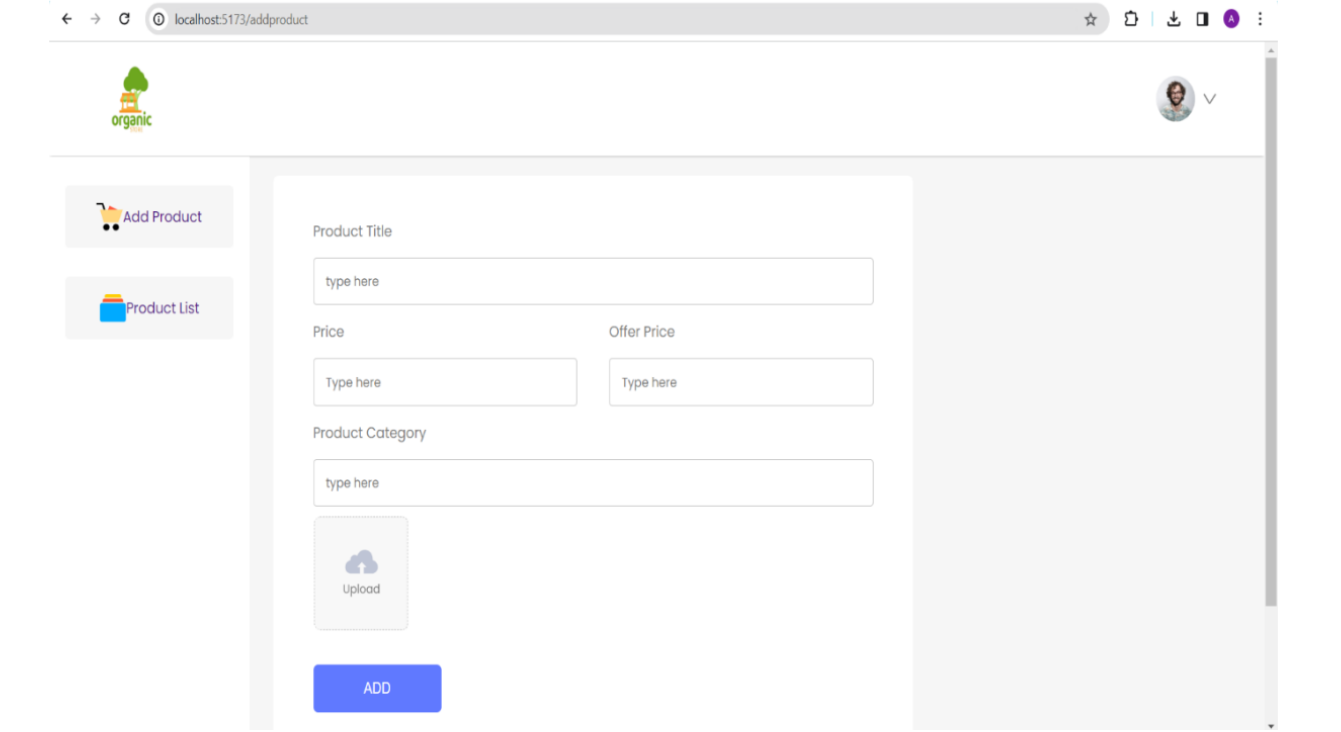 localhost:5173/addproduct
A
organic
Add Product
Product List
Product Title
type here
Price
Offer Price
Type here
Type here
Product Category
type here
Upload
ADD